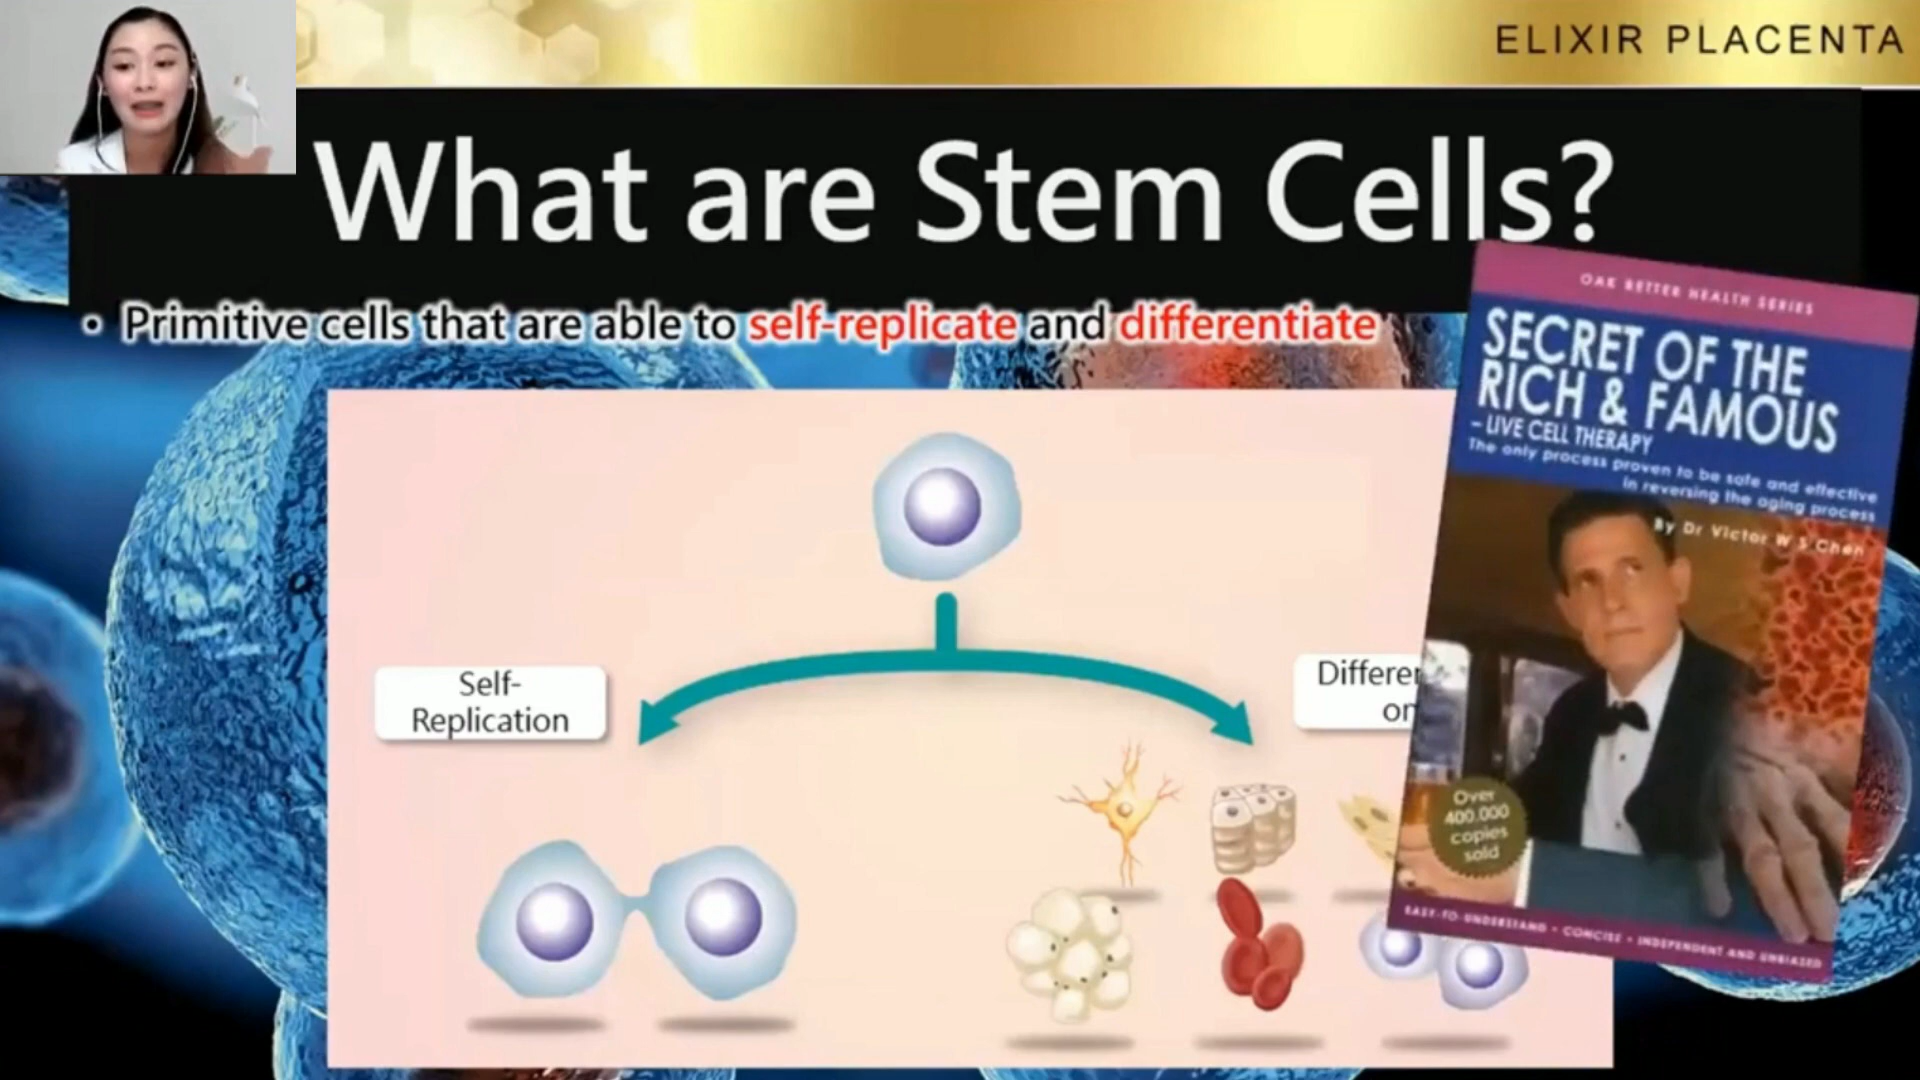 ELIXIR PLACENTA
What are Stem Cells?
• Primitive cells that are able to self-replicate and differentiate
OAK BETTER HEALTH SERIES
SECRET OF THE
RICH & FAMOUS
- LIVE CELL THERAPY
The only process proven to be safe and effective
in reversing the aging process
By Dr Victor W S Chen
Self-
Replication
Differen
on
Over
400,000
copies
sold
EASY-TO-UNDERSTAND • CONCISE • INDEPENDENT AND UNBIASED